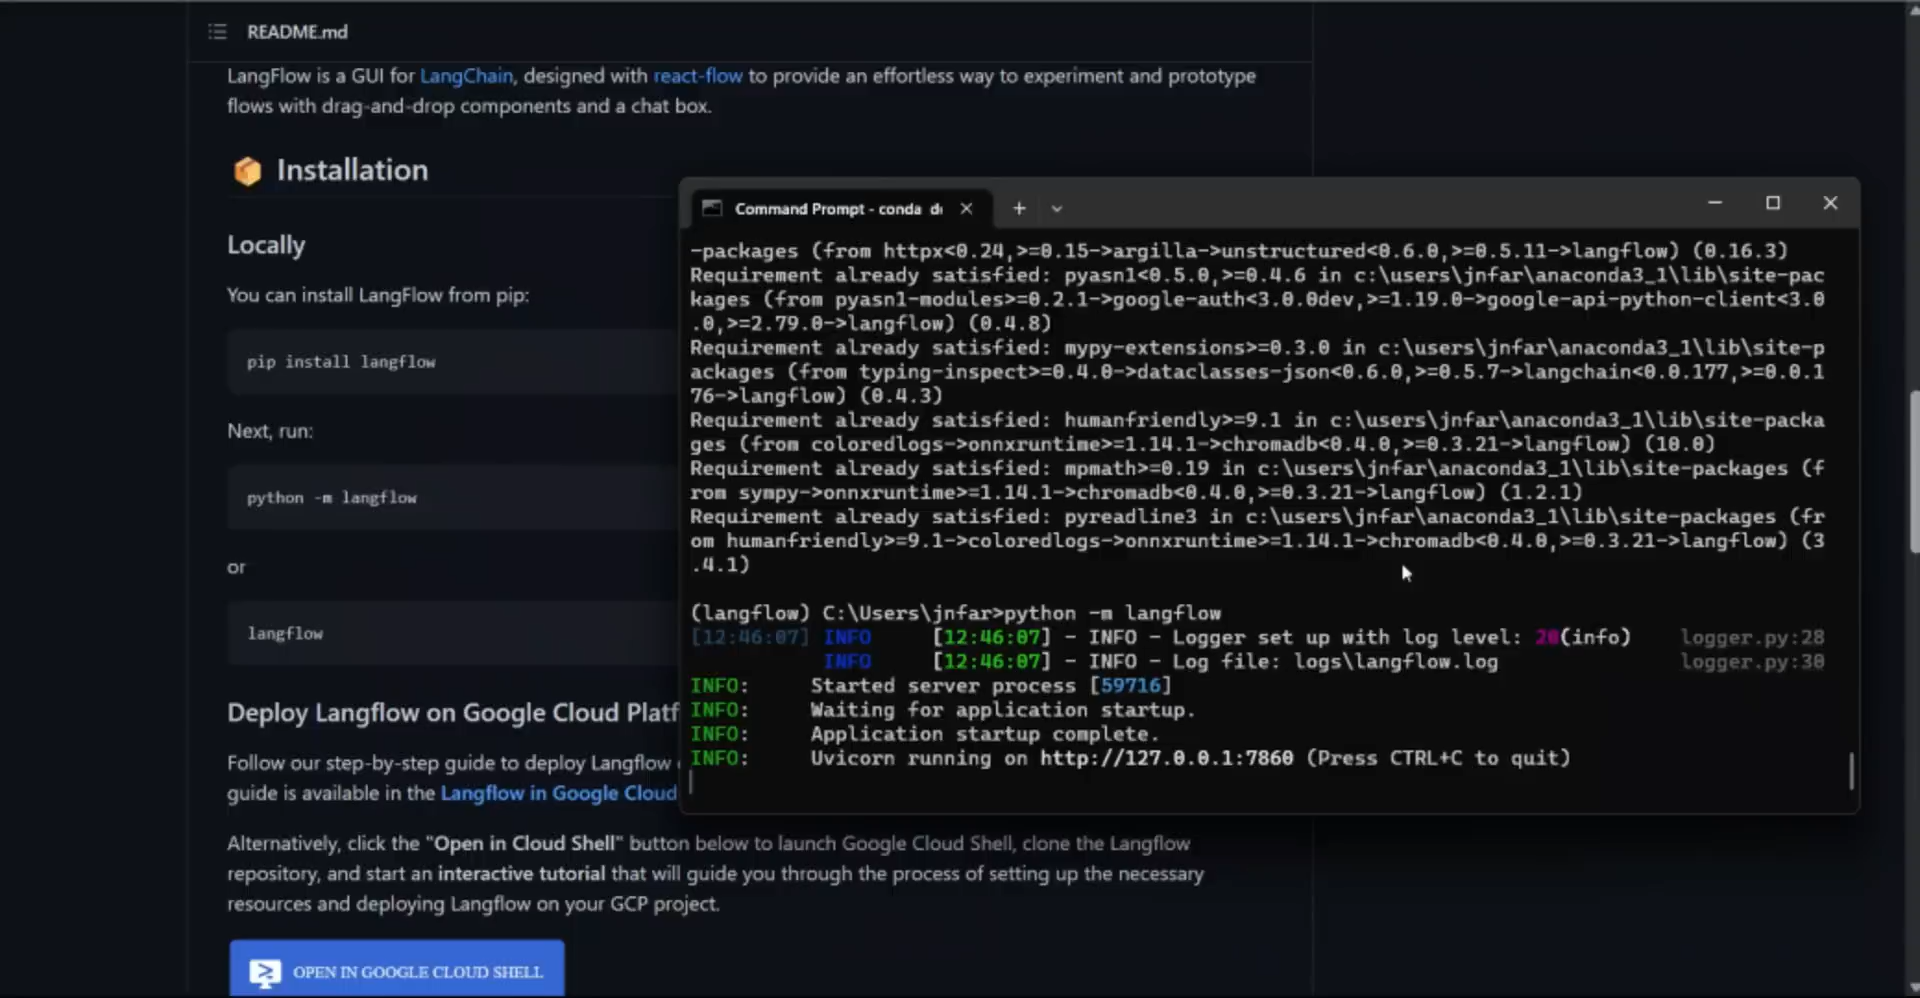 README.md
LangFlow is a GUI for LangChain, designed with react-flow to provide an effortless way to experiment and prototype
flows with drag-and-drop components and a chat box.
📦 Installation
Locally
You can install LangFlow from pip:
pip install langflow
Next, run:
python -m langflow
or
langflow
Deploy Langflow on Google Cloud Platf
Follow our step-by-step guide to deploy Langflow
guide is available in the Langflow in Google Cloud
Alternatively, click the "Open in Cloud Shell" button below to launch Google Cloud Shell, clone the Langflow
repository, and start an interactive tutorial that will guide you through the process of setting up the necessary
resources and deploying Langflow on your GCP project.
OPEN IN GOOGLE CLOUD SHELL
Command Prompt - conda d
-packages (from httpx<0.24,>=0.15->argilla->unstructured<0.6.0,>=0.5.11->langflow) (0.16.3)
Requirement already satisfied: pyasn1<0.5.0,>=0.4.6 in c:\users\jnfar\anaconda3_1\lib\site-pac
kages (from pyasn1-modules>=0.2.1->google-auth<3.0.0dev,>=1.19.0->google-api-python-client<3.0
.0,>=2.79.0->langflow) (0.4.8)
Requirement already satisfied: mypy-extensions>=0.3.0 in c:\users\jnfar\anaconda3_1\lib\site-p
ackages (from typing-inspect>=0.4.0->dataclasses-json<0.6.0,>=0.5.7->langchain<0.0.177,>=0.0.1
76->langflow) (0.4.3)
Requirement already satisfied: humanfriendly>=9.1 in c:\users\jnfar\anaconda3_1\lib\site-packa
ges (from coloredlogs->onnxruntime>=1.14.1->chromadb<0.4.0,>=0.3.21->langflow) (10.0)
Requirement already satisfied: mpmath>=0.19 in c:\users\jnfar\anaconda3_1\lib\site-packages (f
rom sympy->onnxruntime>=1.14.1->chromadb<0.4.0,>=0.3.21->langflow) (1.2.1)
Requirement already satisfied: pyreadline3 in c:\users\jnfar\anaconda3_1\lib\site-packages (fr
om humanfriendly>=9.1->coloredlogs->onnxruntime>=1.14.1->chromadb<0.4.0,>=0.3.21->langflow) (3
.4.1)
(langflow) C:\Users\jnfar>python -m langflow
[12:46:07] INFO [12:46:07] - INFO - Logger set up with log level: 20(info) logger.py:28
INFO [12:46:07] - INFO - Log file: logs\langflow.log logger.py:30
INFO: Started server process [59716]
INFO: Waiting for application startup.
INFO: Application startup complete.
INFO: Uvicorn running on http://127.0.0.1:7860 (Press CTRL+C to quit)